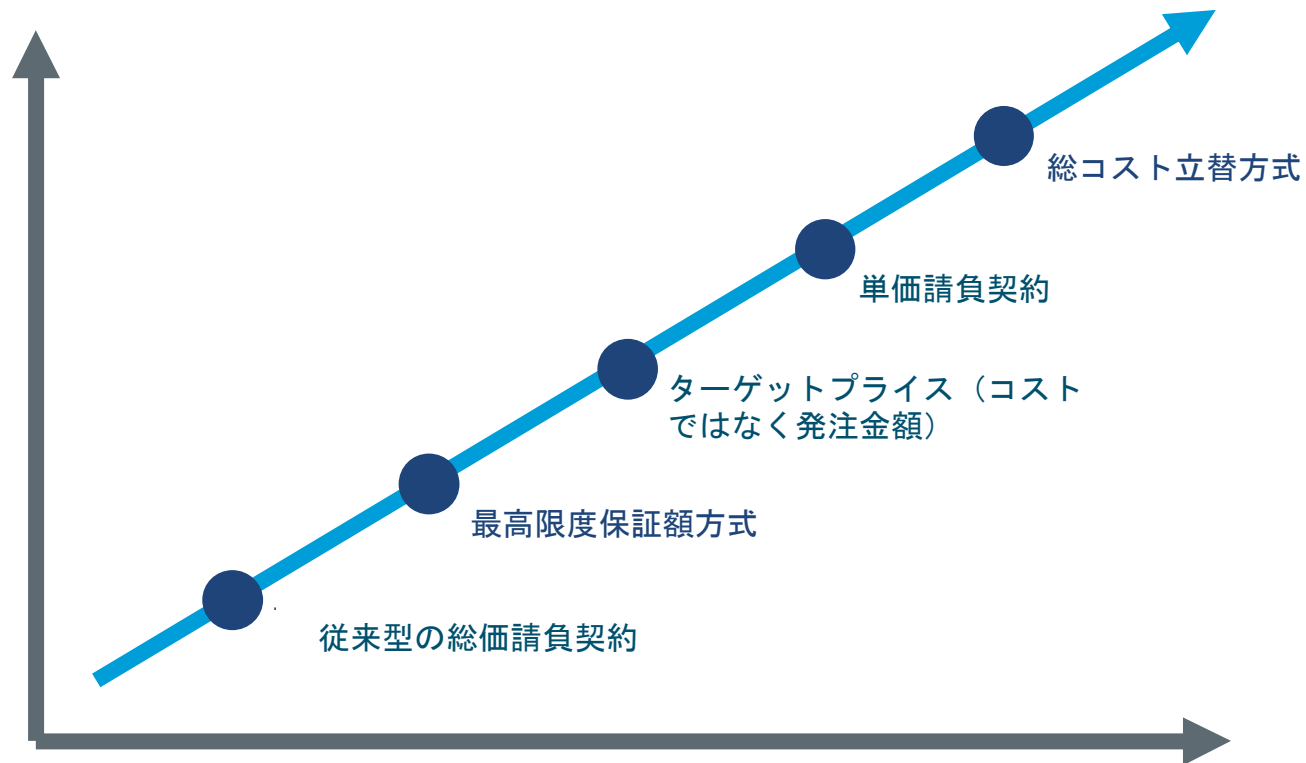 総コスト立替方式
単価請負契約
ターゲットプライス（コスト
ではなく発注金額）
最高限度保証額方式
従来型の総価請負契約